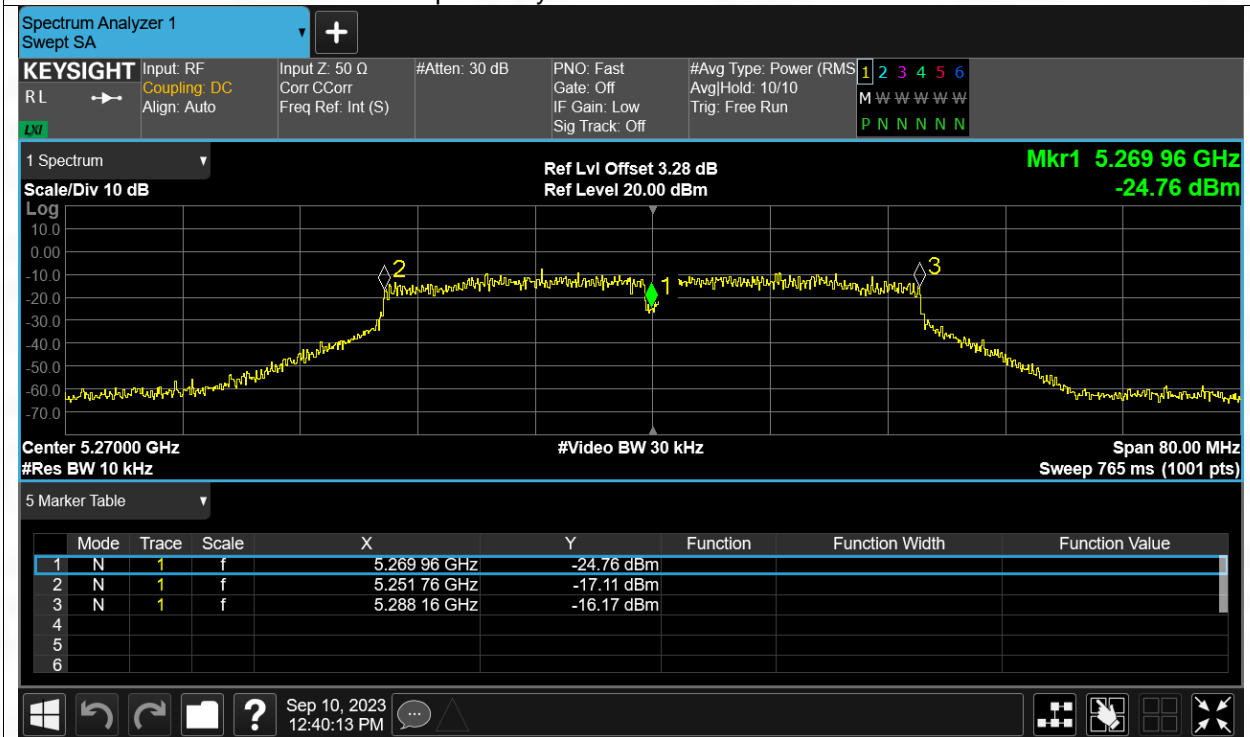 Spectrum Analyzer 1
Swept SA
+
KEYSIGHT
RL
LXI
Input: RF
Coupling: DC
Align: Auto
Input Z: 50 Ω
Corr CCorr
Freq Ref: Int (S)
#Atten: 30 dB
PNO: Fast
Gate: Off
IF Gain: Low
Sig Track: Off
#Avg Type: Power (RMS
Avg|Hold: 10/10
Trig: Free Run
1 2 3 4 5 6
M W W W W W
P N N N N N
1 Spectrum
Scale/Div 10 dB
Ref Lvl Offset 3.28 dB
Ref Level 20.00 dBm
Mkr1 5.269 96 GHz
-24.76 dBm
Log
10.0
0.00
-10.0
-20.0
-30.0
-40.0
-50.0
-60.0
-70.0
2
1
3
Center 5.27000 GHz
#Res BW 10 kHz
#Video BW 30 kHz
Span 80.00 MHz
Sweep 765 ms (1001 pts)
5 Marker Table
Mode Trace Scale X Y Function Function Width Function Value
1 N 1 f 5.269 96 GHz -24.76 dBm
2 N 1 f 5.251 76 GHz -17.11 dBm
3 N 1 f 5.288 16 GHz -16.17 dBm
4
5
6
?
Sep 10, 2023
12:40:13 PM